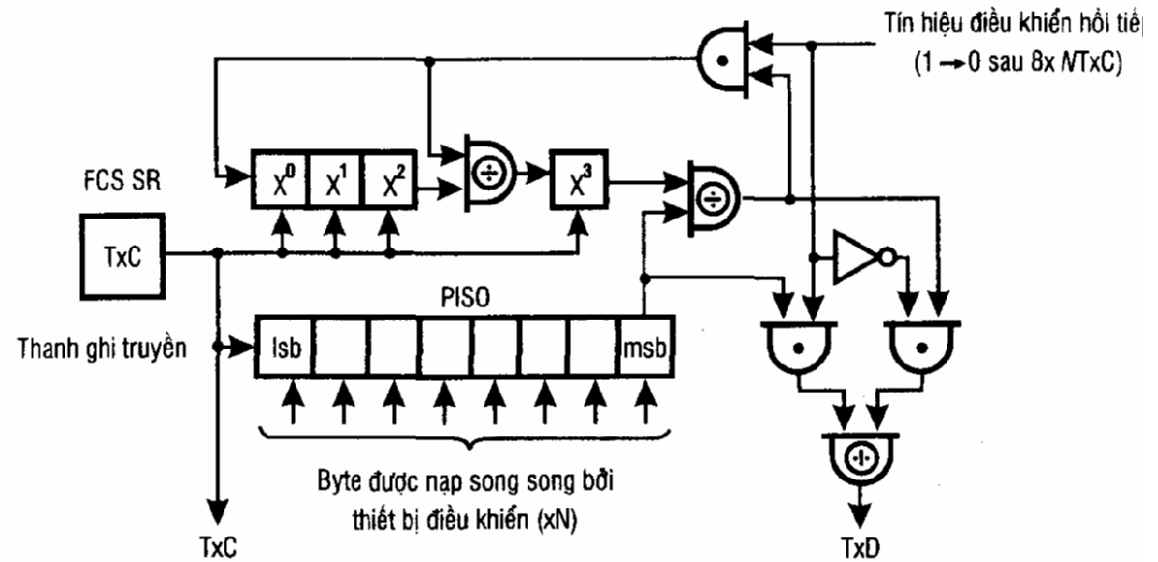 Tín hiệu điều khiển hồi tiế
(1→0 sau 8x NTxC)
X⁰ X¹ X² ÷ X³ ÷
FCS SR
TxC
PISO
Thanh ghi truyền
lsb msb
Byte được nạp song song bởi
thiết bị điều khiển (xN)
TxC
TxD